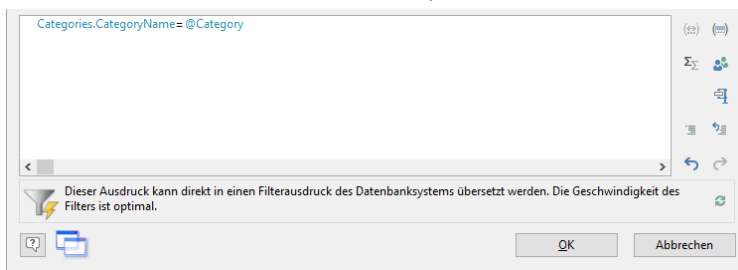 Categories.CategoryName= @Category
Dieser Ausdruck kann direkt in einen Filterausdruck des Datenbanksystems übersetzt werden. Die Geschwindigkeit des
Filters ist optimal.
OK
Abbrechen